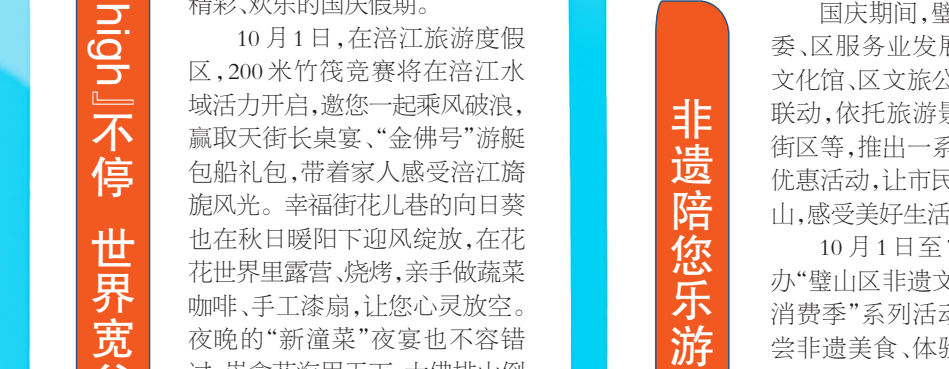 high』不停 世界宽
精彩、欢乐的国庆假期。
10月1日,在涪江旅游度假
区,200米竹筏竞赛将在涪江水
域活力开启,邀您一起乘风破浪,
赢取天街长桌宴、“金佛号”游艇
包船礼包,带着家人感受涪江旖
旎风光。幸福街花儿巷的向日葵
也在秋日暖阳下迎风绽放,在花
花世界里露营、烧烤,亲手做蔬菜
咖啡、手工漆扇,让您心灵放空。
夜晚的“新潼菜”夜宴也不容错
非遗陪您乐游
国庆期间,璧
委、区服务业发展
文化馆、区文旅公
联动,依托旅游景
街区等,推出一系
优惠活动,让市民
山,感受美好生活
10月1日至
办“璧山区非遗文
消费季”系列活动
尝非遗美食、体验